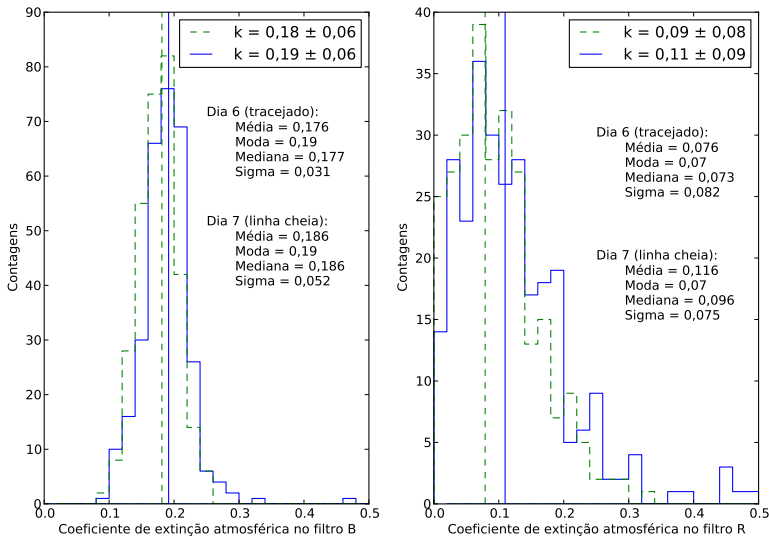 90
80
70
60
50
40
30
20
10
0
Contagens
k = 0,18 ± 0,06
k = 0,19 ± 0,06
Dia 6 (tracejado):
Média = 0,176
Moda = 0,19
Mediana = 0,177
Sigma = 0,031
Dia 7 (linha cheia):
Média = 0,186
Moda = 0,19
Mediana = 0,186
Sigma = 0,052
0.0 0.1 0.2 0.3 0.4 0.5
Coeficiente de extinção atmosférica no filtro B
40
35
30
25
20
15
10
5
0
Contagens
k = 0,09 ± 0,08
k = 0,11 ± 0,09
Dia 6 (tracejado):
Média = 0,076
Moda = 0,07
Mediana = 0,073
Sigma = 0,082
Dia 7 (linha cheia):
Média = 0,116
Moda = 0,07
Mediana = 0,096
Sigma = 0,075
0.0 0.1 0.2 0.3 0.4 0.5
Coeficiente de extinção atmosférica no filtro R